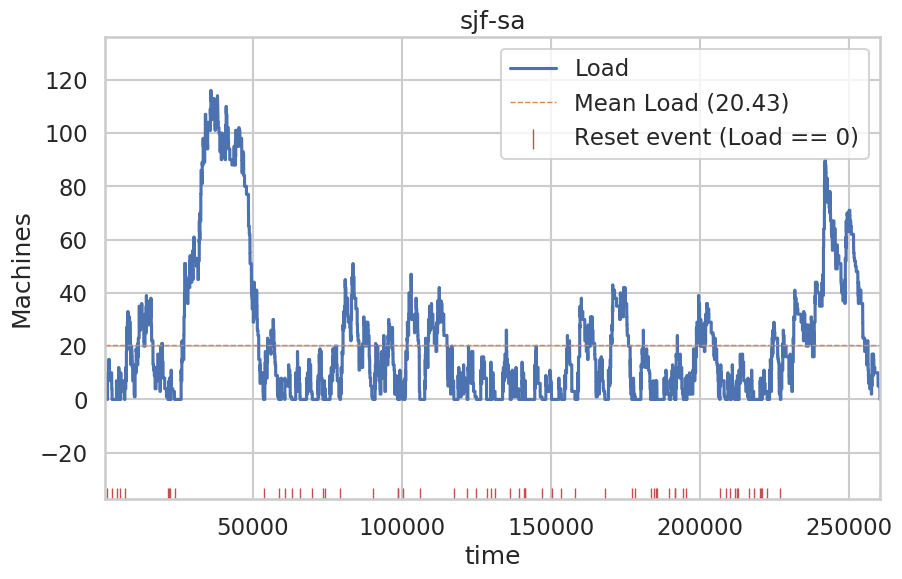 sjf-sa
Load
Mean Load (20.43)
Reset event (Load == 0)
120
100
80
60
40
20
0
−20
Machines
50000 100000 150000 200000 250000
time